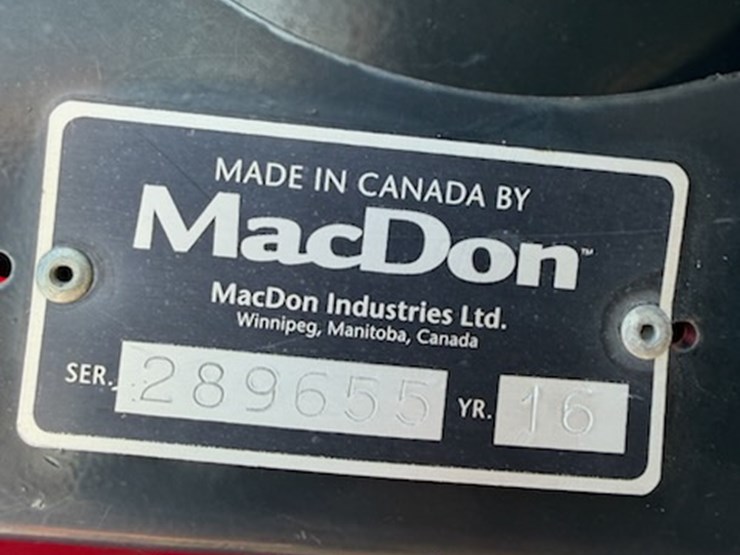 MADE IN CANADA BY
MacDon™
MacDon Industries Ltd.
Winnipeg, Manitoba, Canada
SER. 289655 YR. 16